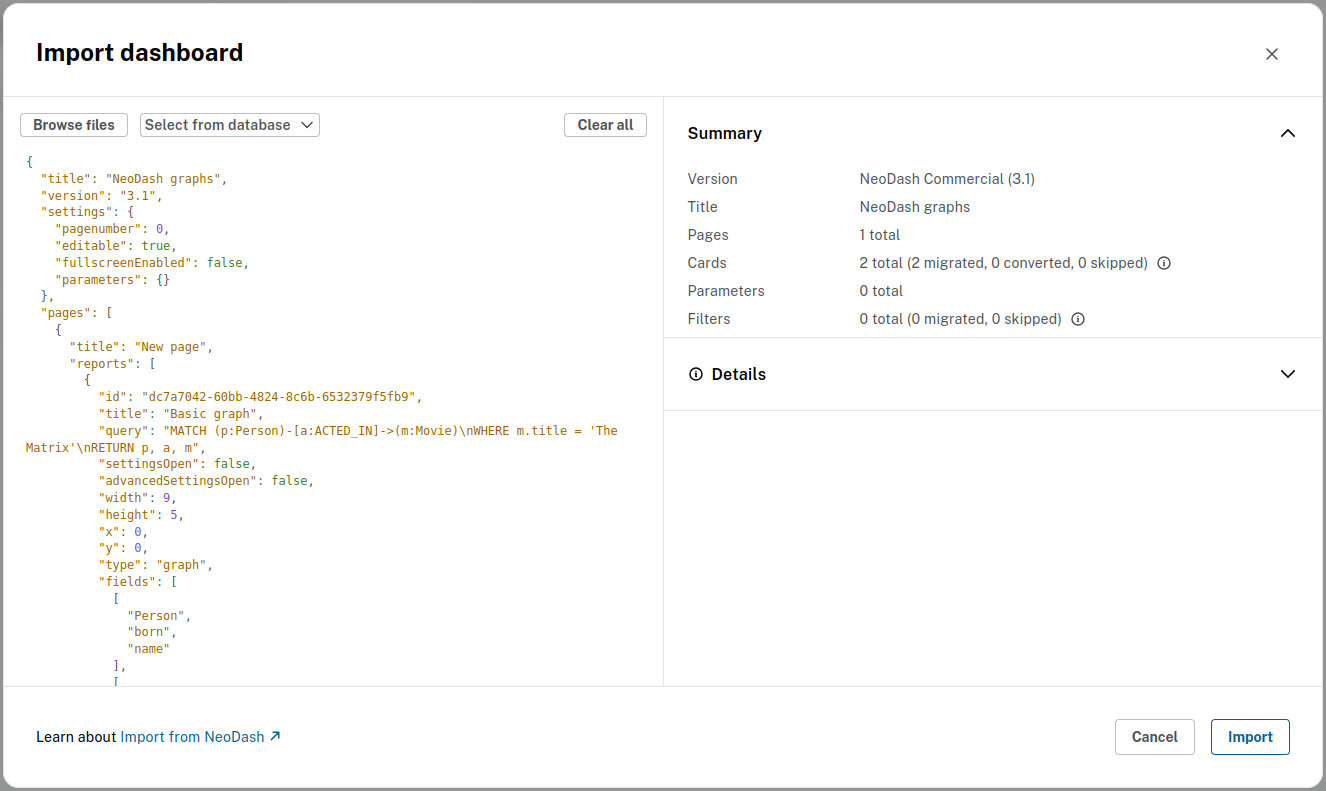 Import dashboard
Browse files
Select from database
Clear all
{
  "title": "NeoDash graphs",
  "version": "3.1",
  "settings": {
    "pagenumber": 0,
    "editable": true,
    "fullscreenEnabled": false,
    "parameters": {}
  },
  "pages": [
    {
      "title": "New page",
      "reports": [
        {
          "id": "dc7a7042-60bb-4824-8c6b-6532379f5fb9",
          "title": "Basic graph",
          "query": "MATCH (p:Person)-[a:ACTED_IN]->(m:Movie)\nWHERE m.title = 'The
Matrix'\nRETURN p, a, m",
          "settingsOpen": false,
          "advancedSettingsOpen": false,
          "width": 9,
          "height": 5,
          "x": 0,
          "y": 0,
          "type": "graph",
          "fields": [
            [
              "Person",
              "born",
              "name"
            ],
            [
Summary
Version NeoDash Commercial (3.1)
Title NeoDash graphs
Pages 1 total
Cards 2 total (2 migrated, 0 converted, 0 skipped)
Parameters 0 total
Filters 0 total (0 migrated, 0 skipped)
Details
Learn about Import from NeoDash
Cancel
Import